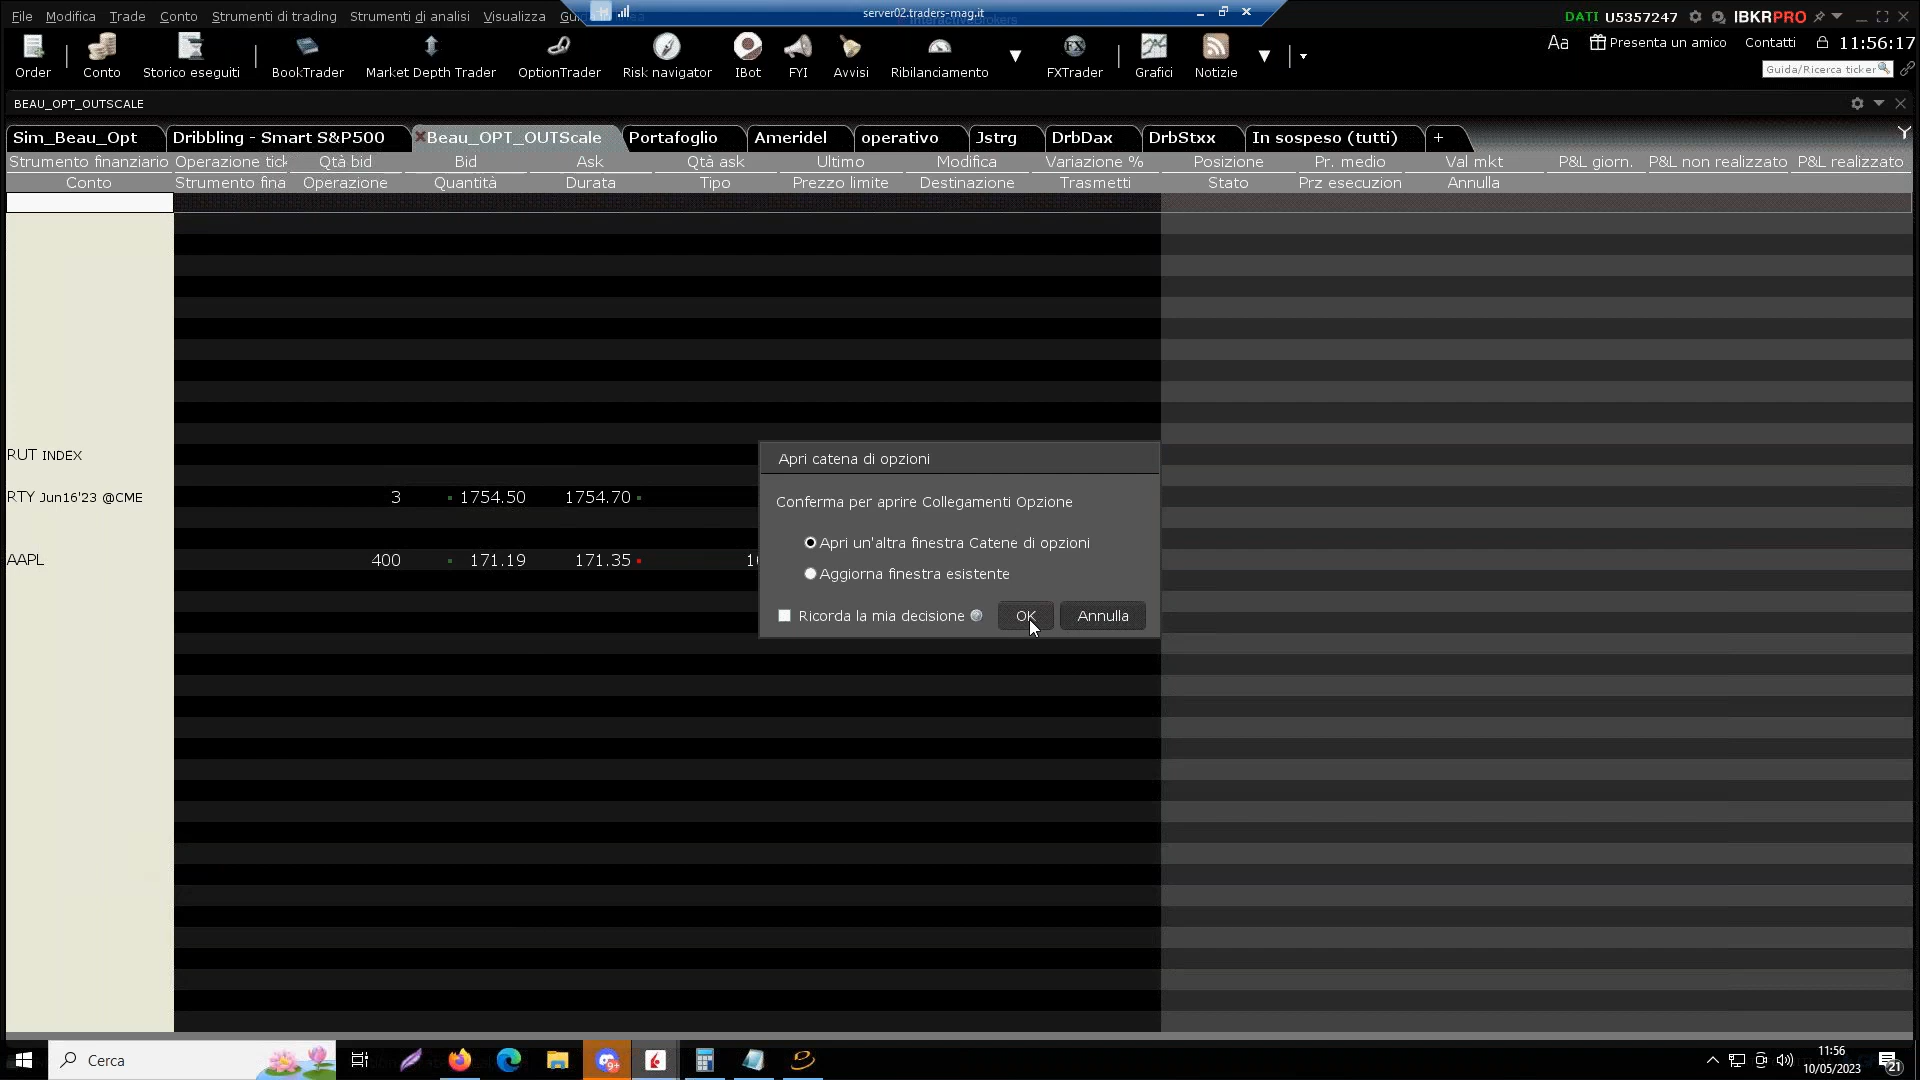 File Modifica Trade Conto Strumenti di trading Strumenti di analisi Visualizza
server02.traders-mag.it
DATI U5357247 IBKRPRO
Order Conto Storico eseguiti BookTrader Market Depth Trader OptionTrader Risk navigator IBot FYI Avvisi Ribilanciamento FXTrader Grafici Notizie
Aa Presenta un amico Contatti 11:56:17
Guida/Ricerca ticker
BEAU_OPT_OUTSCALE
Sim_Beau_Opt Dribbling - Smart S&P500 Beau_OPT_OUTScale Portafoglio Ameridel operativo Jstrg DrbDax DrbStxx In sospeso (tutti) +
Strumento finanziario Operazione tick Qtà bid Bid Ask Qtà ask Ultimo Modifica Variazione % Posizione Pr. medio Val mkt P&L giorn. P&L non realizzato P&L realizzato
Conto Strumento fina Operazione Quantità Durata Tipo Prezzo limite Destinazione Trasmetti Stato Prz esecuzion Annulla
RUT INDEX
RTY Jun16'23 @CME 3 1754.50 1754.70
AAPL 400 171.19 171.35
Apri catena di opzioni
Conferma per aprire Collegamenti Opzione
Apri un'altra finestra Catene di opzioni
Aggiorna finestra esistente
Ricorda la mia decisione OK Annulla
Cerca
9+
11:56
10/05/2023
21